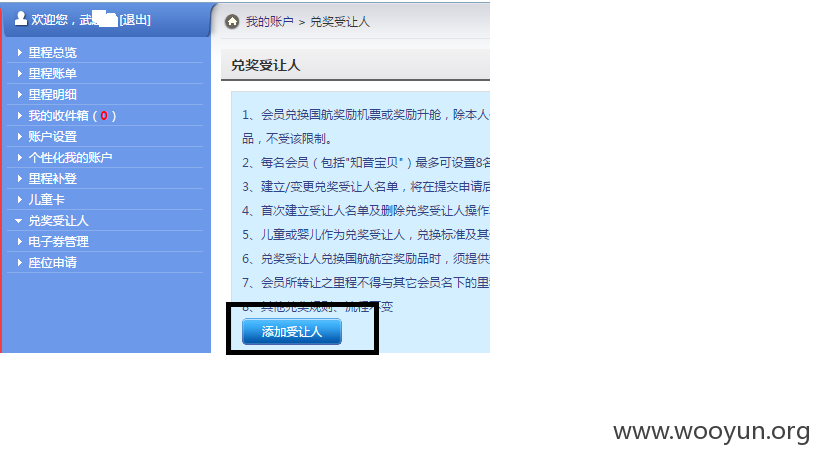 欢迎您，武 [退出]
里程总览
里程账单
里程明细
我的收件箱（0）
账户设置
个性化我的账户
里程补登
儿童卡
兑奖受让人
电子券管理
座位申请
我的账户 > 兑奖受让人
兑奖受让人
1、会员兑换国航奖励机票或奖励升舱，除本人
品，不受该限制。
2、每名会员（包括"知音宝贝"）最多可设置8名
3、建立/变更兑奖受让人名单，将在提交申请后
4、首次建立受让人名单及删除兑奖受让人操作
5、儿童或婴儿作为兑奖受让人，兑换标准及其
6、兑奖受让人兑换国航航空奖励品时，须提供
7、会员所转让之里程不得与其它会员名下的里
8、其他兑奖规则、流程不变
添加受让人
www.wooyun.org